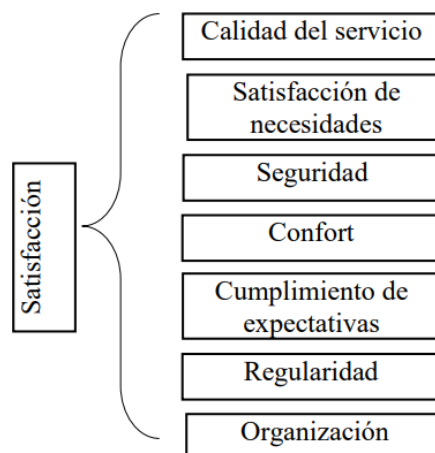 Satisfacción
Calidad del servicio
Satisfacción de
necesidades
Seguridad
Confort
Cumplimiento de
expectativas
Regularidad
Organización